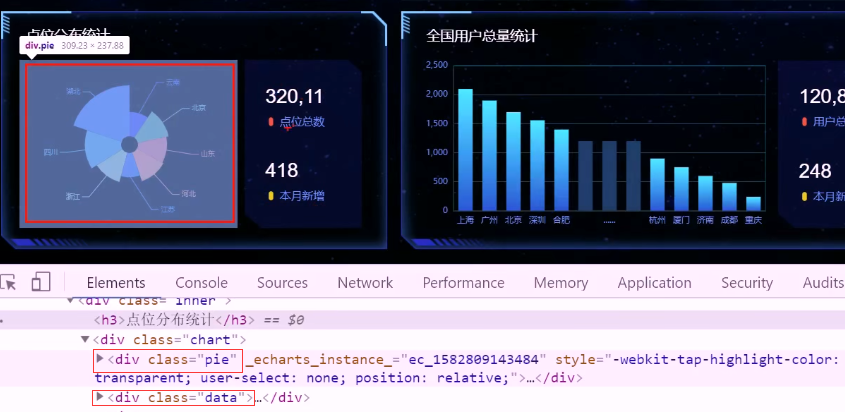 点位分布统计
div.pie 309.23 × 237.88
云南
湖北
北京
四川
山东
浙江
河北
江苏
320,11
点位总数
418
本月新增
全国用户总量统计
2,500
2,000
1,500
1,000
500
0
上海 广州 北京 深圳 合肥 ...... 杭州 厦门 济南 成都 重庆
120,8
用户总
248
本月新
Elements Console Sources Network Performance Memory Application Security Audits
<div class="inner">
<h3>点位分布统计</h3> == $0
<div class="chart">
<div class="pie" _echarts_instance_="ec_1582809143484" style="-webkit-tap-highlight-color:
transparent; user-select: none; position: relative;">…</div>
<div class="data">…</div>